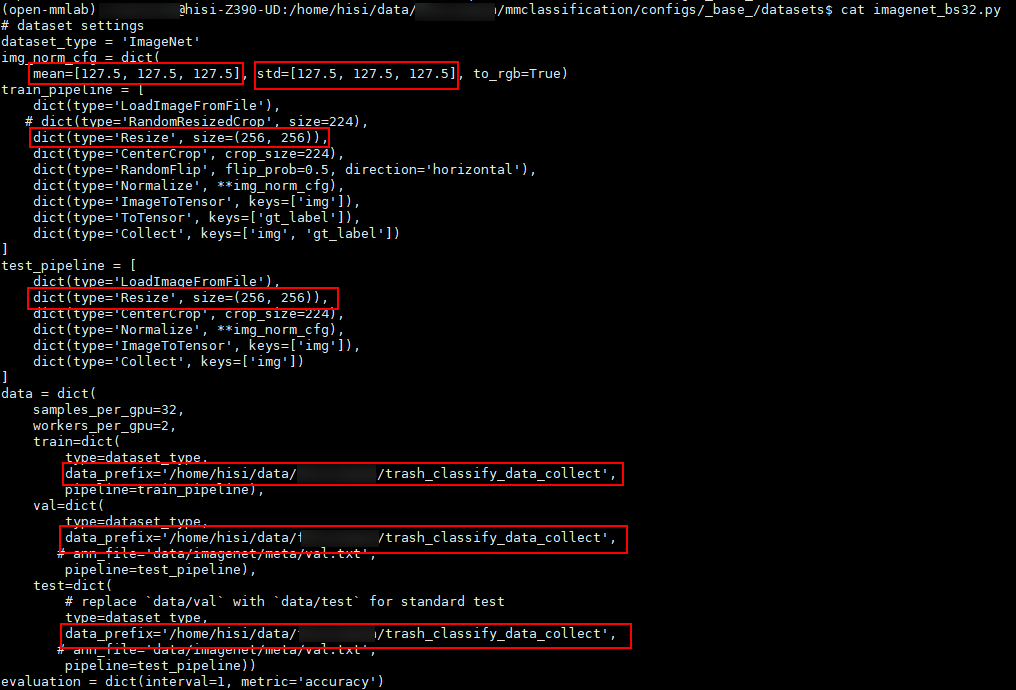 (open-mmlab) @hisi-Z390-UD:/home/hisi/data/ /mmclassification/configs/_base_/datasets$ cat imagenet_bs32.py
# dataset settings
dataset_type = 'ImageNet'
img_norm_cfg = dict(
    mean=[127.5, 127.5, 127.5], std=[127.5, 127.5, 127.5], to_rgb=True)
train_pipeline = [
    dict(type='LoadImageFromFile'),
   # dict(type='RandomResizedCrop', size=224),
    dict(type='Resize', size=(256, 256)),
    dict(type='CenterCrop', crop_size=224),
    dict(type='RandomFlip', flip_prob=0.5, direction='horizontal'),
    dict(type='Normalize', **img_norm_cfg),
    dict(type='ImageToTensor', keys=['img']),
    dict(type='ToTensor', keys=['gt_label']),
    dict(type='Collect', keys=['img', 'gt_label'])
]
test_pipeline = [
    dict(type='LoadImageFromFile'),
    dict(type='Resize', size=(256, 256)),
    dict(type='CenterCrop', crop_size=224),
    dict(type='Normalize', **img_norm_cfg),
    dict(type='ImageToTensor', keys=['img']),
    dict(type='Collect', keys=['img'])
]
data = dict(
    samples_per_gpu=32,
    workers_per_gpu=2,
    train=dict(
        type=dataset_type,
        data_prefix='/home/hisi/data/ /trash_classify_data_collect',
        pipeline=train_pipeline),
    val=dict(
        type=dataset_type,
        data_prefix='/home/hisi/data/ /trash_classify_data_collect',
       # ann_file='data/imagenet/meta/val.txt',
        pipeline=test_pipeline),
    test=dict(
        # replace `data/val` with `data/test` for standard test
        type=dataset_type,
        data_prefix='/home/hisi/data/ /trash_classify_data_collect',
       # ann_file='data/imagenet/meta/val.txt',
        pipeline=test_pipeline))
evaluation = dict(interval=1, metric='accuracy')